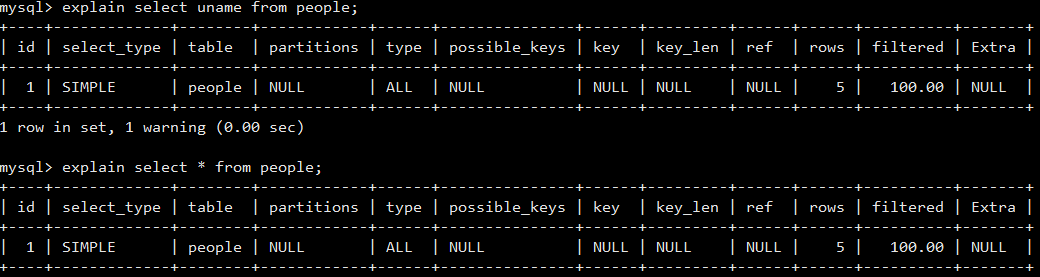 mysql> explain select uname from people;
+----+-------------+--------+------------+------+---------------+------+---------+------+------+----------+-------+
| id | select_type | table  | partitions | type | possible_keys | key  | key_len | ref  | rows | filtered | Extra |
+----+-------------+--------+------------+------+---------------+------+---------+------+------+----------+-------+
|  1 | SIMPLE      | people | NULL       | ALL  | NULL          | NULL | NULL    | NULL |    5 |   100.00 | NULL  |
+----+-------------+--------+------------+------+---------------+------+---------+------+------+----------+-------+
1 row in set, 1 warning (0.00 sec)
mysql> explain select * from people;
+----+-------------+--------+------------+------+---------------+------+---------+------+------+----------+-------+
| id | select_type | table  | partitions | type | possible_keys | key  | key_len | ref  | rows | filtered | Extra |
+----+-------------+--------+------------+------+---------------+------+---------+------+------+----------+-------+
|  1 | SIMPLE      | people | NULL       | ALL  | NULL          | NULL | NULL    | NULL |    5 |   100.00 | NULL  |
+----+-------------+--------+------------+------+---------------+------+---------+------+------+----------+-------+